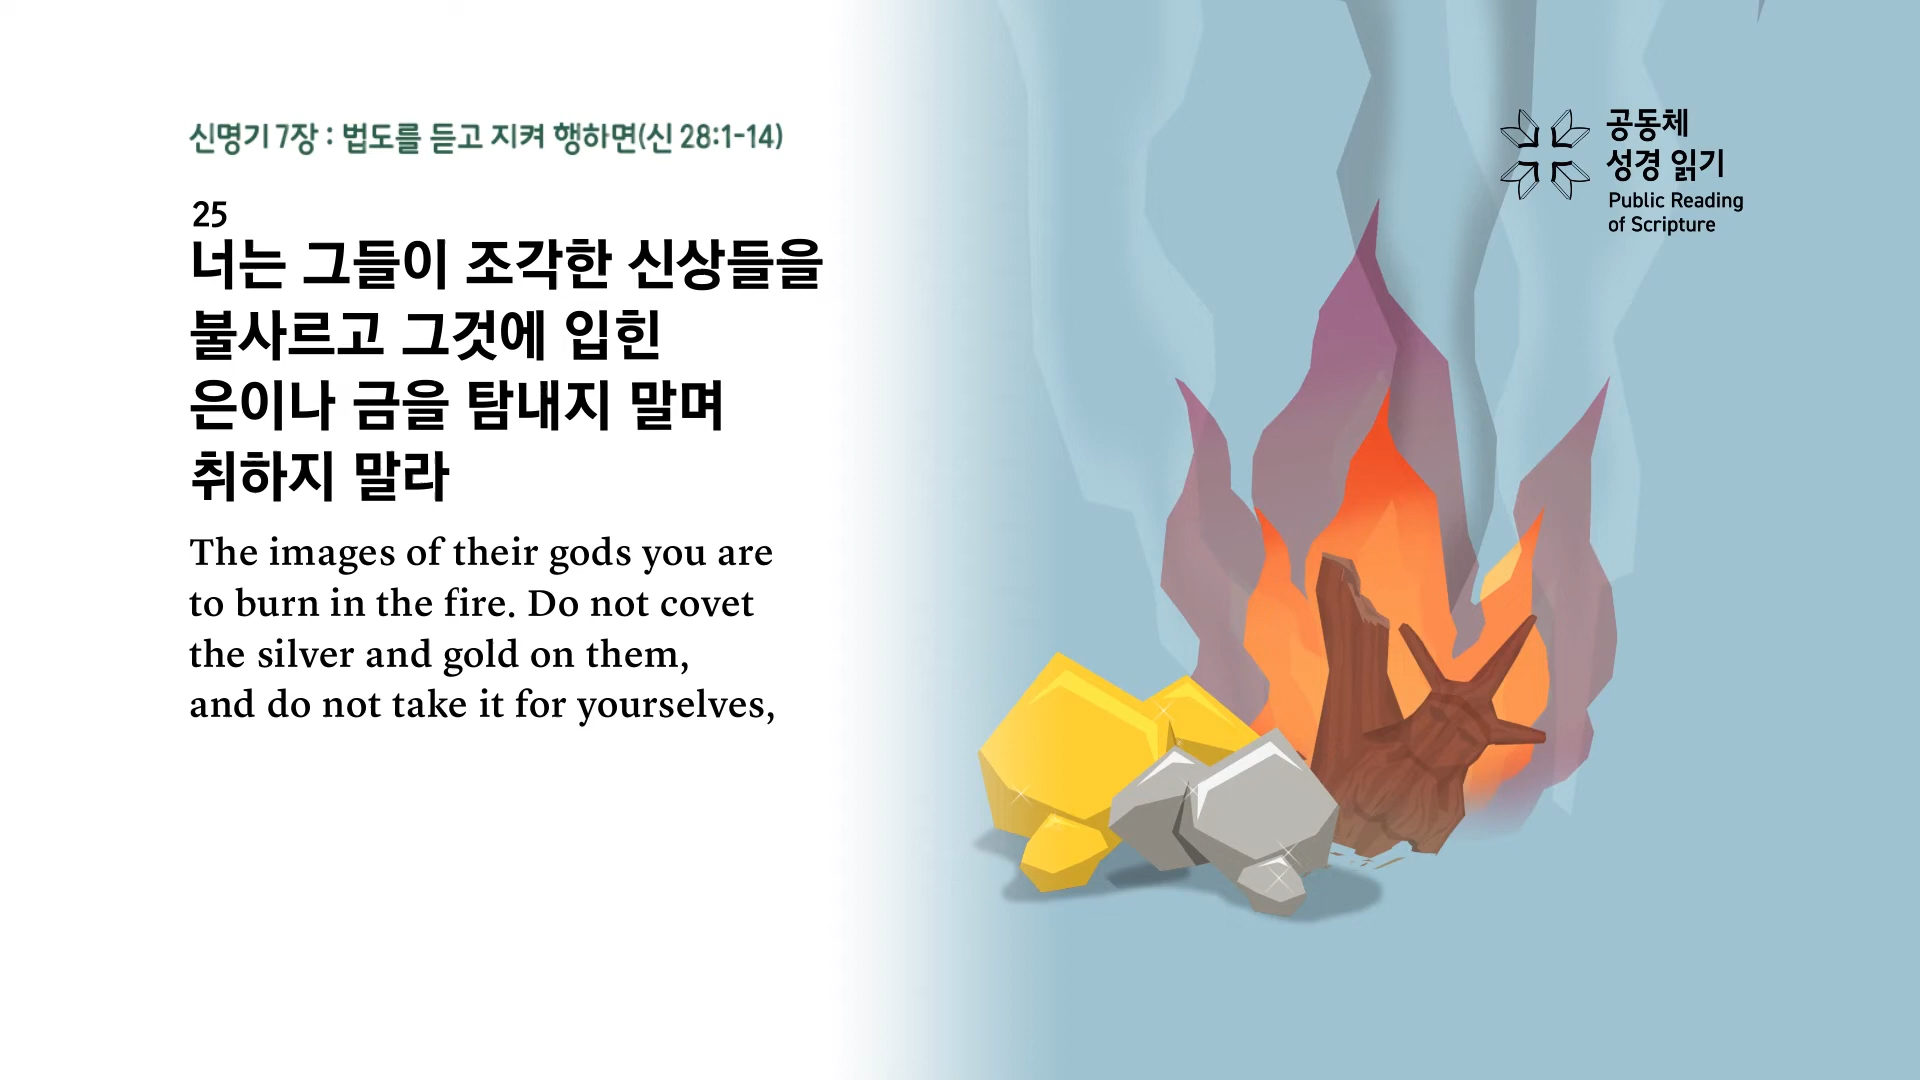 신명기 7장 : 법도를 듣고 지켜 행하면(신 28:1-14)
25
너는 그들이 조각한 신상들을
불사르고 그것에 입힌
은이나 금을 탐내지 말며
취하지 말라
The images of their gods you are
to burn in the fire. Do not covet
the silver and gold on them,
and do not take it for yourselves,
공동체
성경 읽기
Public Reading
of Scripture